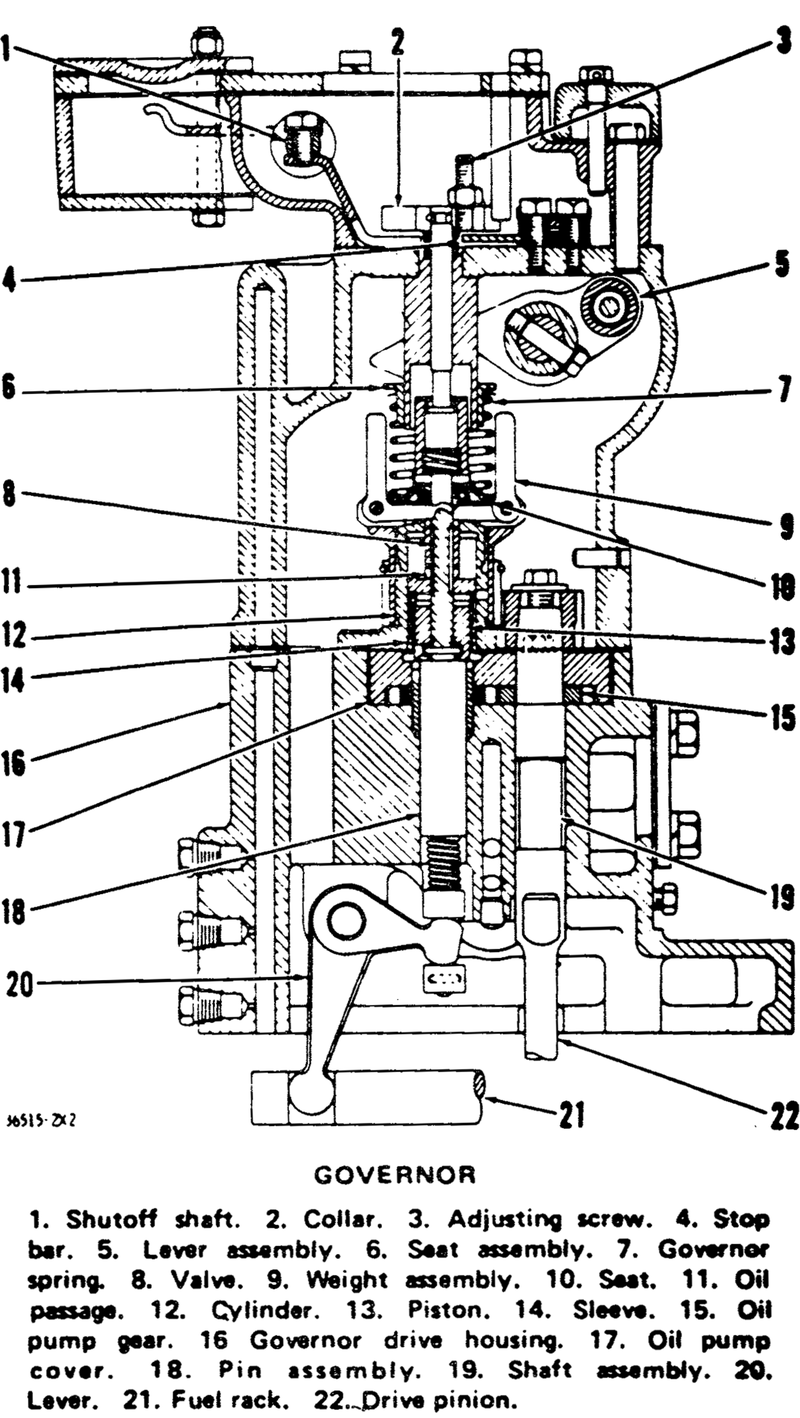 1
2
3
4
5
6
7
8
9
10
11
12
13
14
15
16
17
18
19
20
21
22
36515-2X2
GOVERNOR
1. Shutoff shaft. 2. Collar. 3. Adjusting screw. 4. Stop
bar. 5. Lever assembly. 6. Seat assembly. 7. Governor
spring. 8. Valve. 9. Weight assembly. 10. Seat. 11. Oil
passage. 12. Cylinder. 13. Piston. 14. Sleeve. 15. Oil
pump gear. 16 Governor drive housing. 17. Oil pump
cover. 18. Pin assembly. 19. Shaft assembly. 20.
Lever. 21. Fuel rack. 22. Drive pinion.